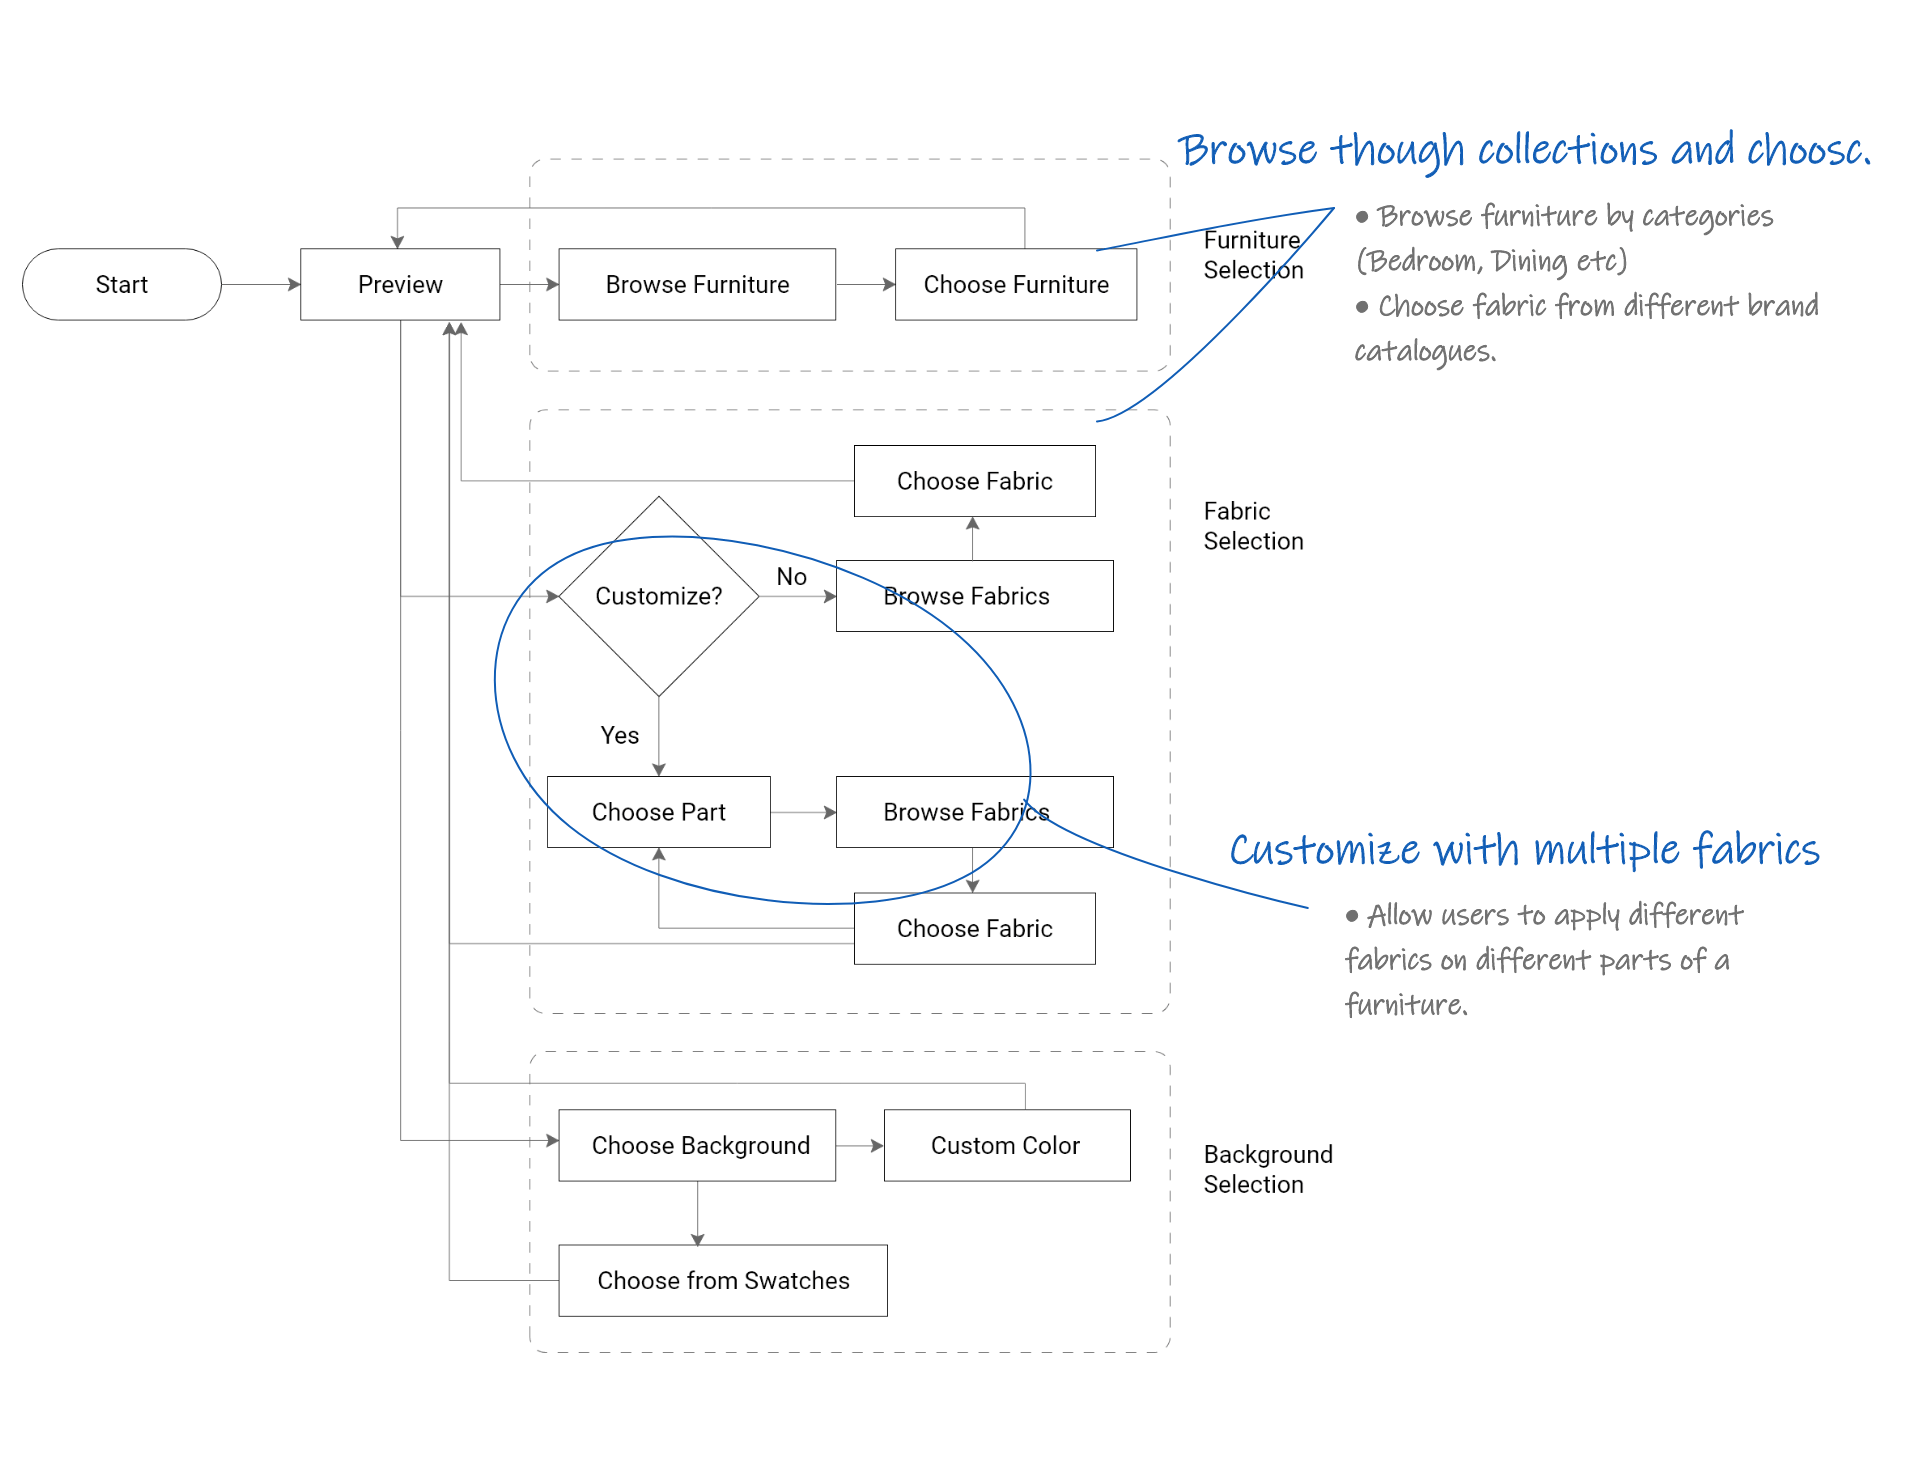 Browse though collections and choosc.
Start
Preview
Browse Furniture
Choose Furniture
Furniture
Selection
• Browse furniture by categories
(Bedroom, Dining etc)
• Choose fabric from different brand
catalogues.
Choose Fabric
Fabric
Selection
Customize?
No
Browse Fabrics
Yes
Choose Part
Browse Fabrics
Choose Fabric
Customize with multiple fabrics
• Allow users to apply different
fabrics on different parts of a
furniture.
Choose Background
Custom Color
Background
Selection
Choose from Swatches